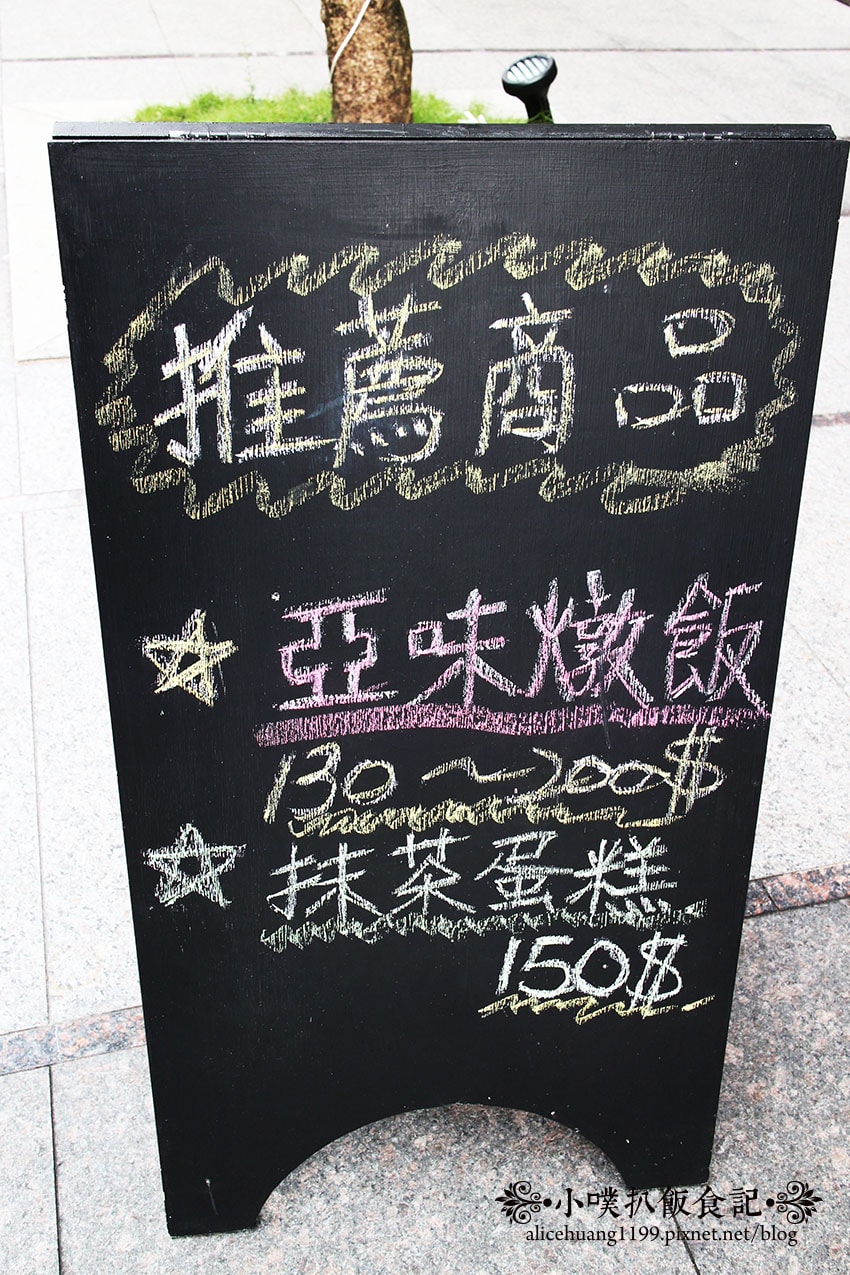 推薦商品
亞味燉飯
130～200$
抹茶蛋糕
150$
小噗扒飯食記
alicehuang1199.pixnet.net/blog